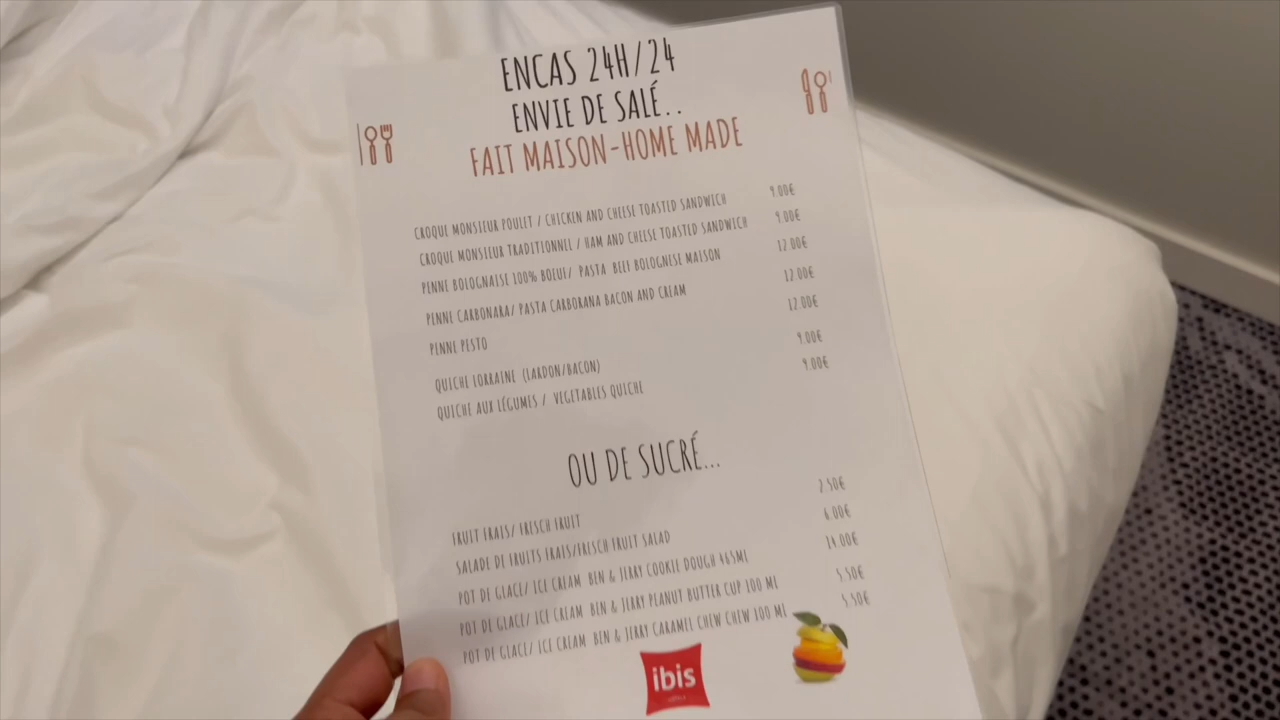 ENCAS 24H/24
ENVIE DE SALÉ..
FAIT MAISON-HOME MADE
CROQUE MONSIEUR POULET / CHICKEN AND CHEESE TOASTED SANDWICH 9.00€
CROQUE MONSIEUR TRADITIONNEL / HAM AND CHEESE TOASTED SANDWICH 9.00€
PENNE BOLOGNAISE 100% BOEUF/ PASTA BEEF BOLOGNESE MAISON 12.00€
PENNE CARBONARA/ PASTA CARBORANA BACON AND CREAM 12.00€
PENNE PESTO 12.00€
QUICHE LORRAINE (LARDON/BACON) 9.00€
QUICHE AUX LÉGUMES / VEGETABLES QUICHE 9.00€
OU DE SUCRÉ...
FRUIT FRAIS/ FRESCH FRUIT 2.50€
SALADE DE FRUITS FRAIS/FRESCH FRUIT SALAD 6.00€
POT DE GLACE/ ICE CREAM BEN & JERRY COOKIE DOUGH 465ML 14.00€
POT DE GLACE/ ICE CREAM BEN & JERRY PEANUT BUTTER CUP 100 ML 5.50€
POT DE GLACE/ ICE CREAM BEN & JERRY CARAMEL CHEW CHEW 100 ML 5.50€
ibis